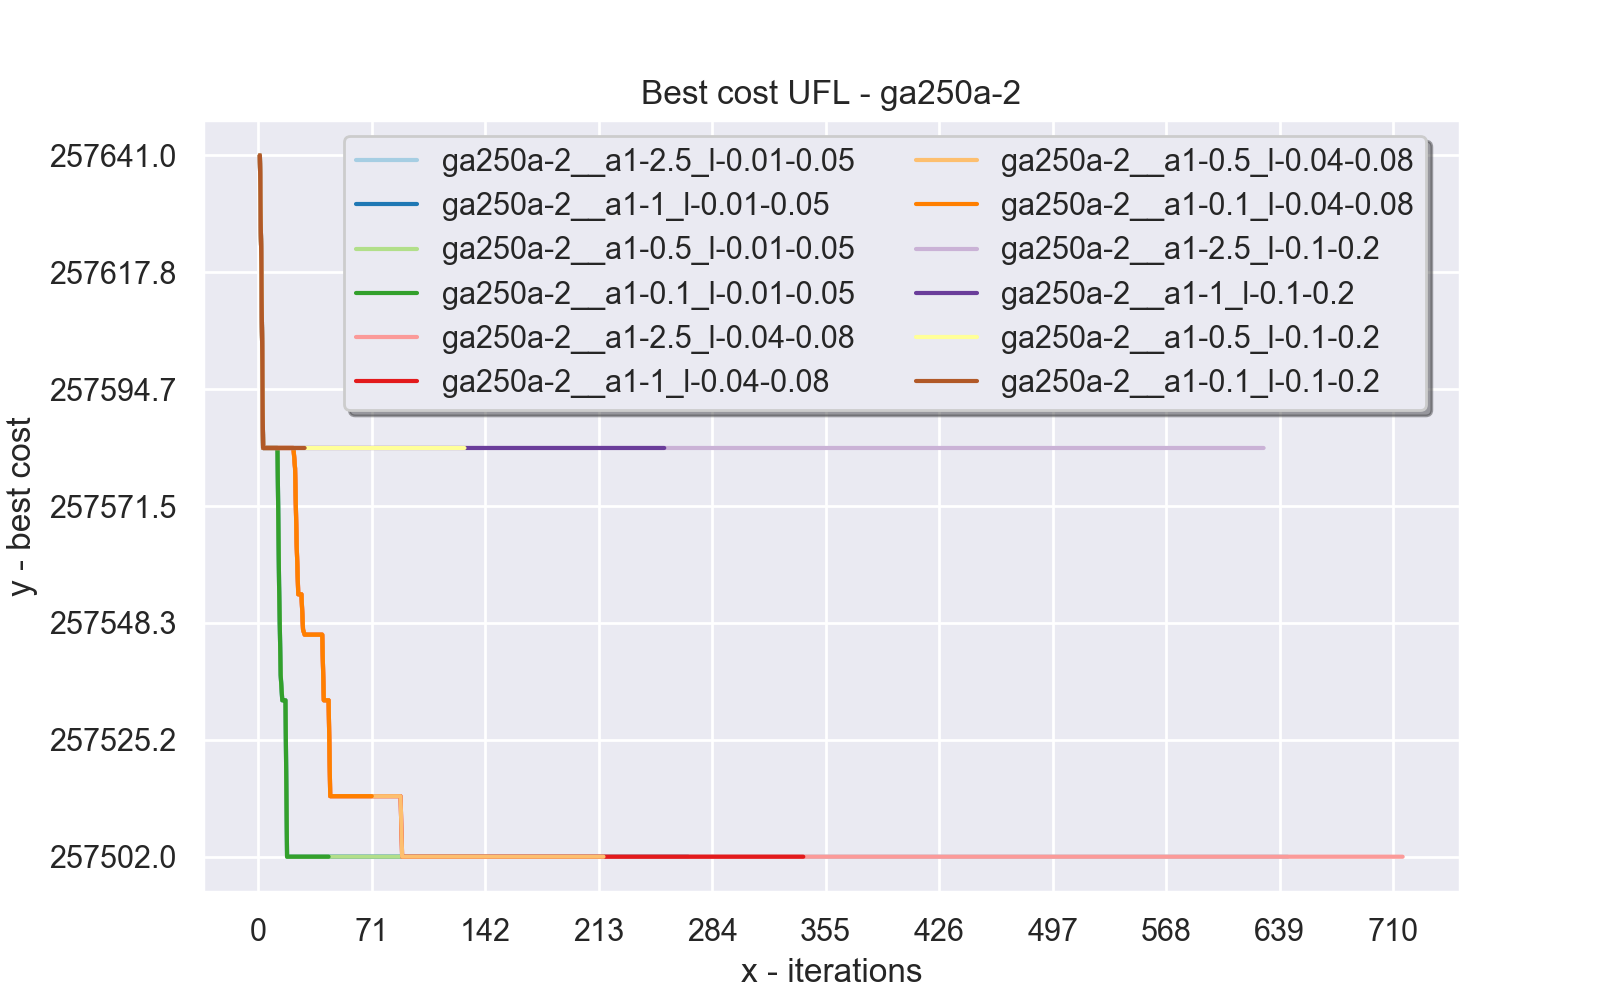 Best cost UFL - ga250a-2
257641.0
257617.8
257594.7
257571.5
257548.3
257525.2
257502.0
y - best cost
ga250a-2__a1-2.5_l-0.01-0.05
ga250a-2__a1-1_l-0.01-0.05
ga250a-2__a1-0.5_l-0.01-0.05
ga250a-2__a1-0.1_l-0.01-0.05
ga250a-2__a1-2.5_l-0.04-0.08
ga250a-2__a1-1_l-0.04-0.08
ga250a-2__a1-0.5_l-0.04-0.08
ga250a-2__a1-0.1_l-0.04-0.08
ga250a-2__a1-2.5_l-0.1-0.2
ga250a-2__a1-1_l-0.1-0.2
ga250a-2__a1-0.5_l-0.1-0.2
ga250a-2__a1-0.1_l-0.1-0.2
0 71 142 213 284 355 426 497 568 639 710
x - iterations